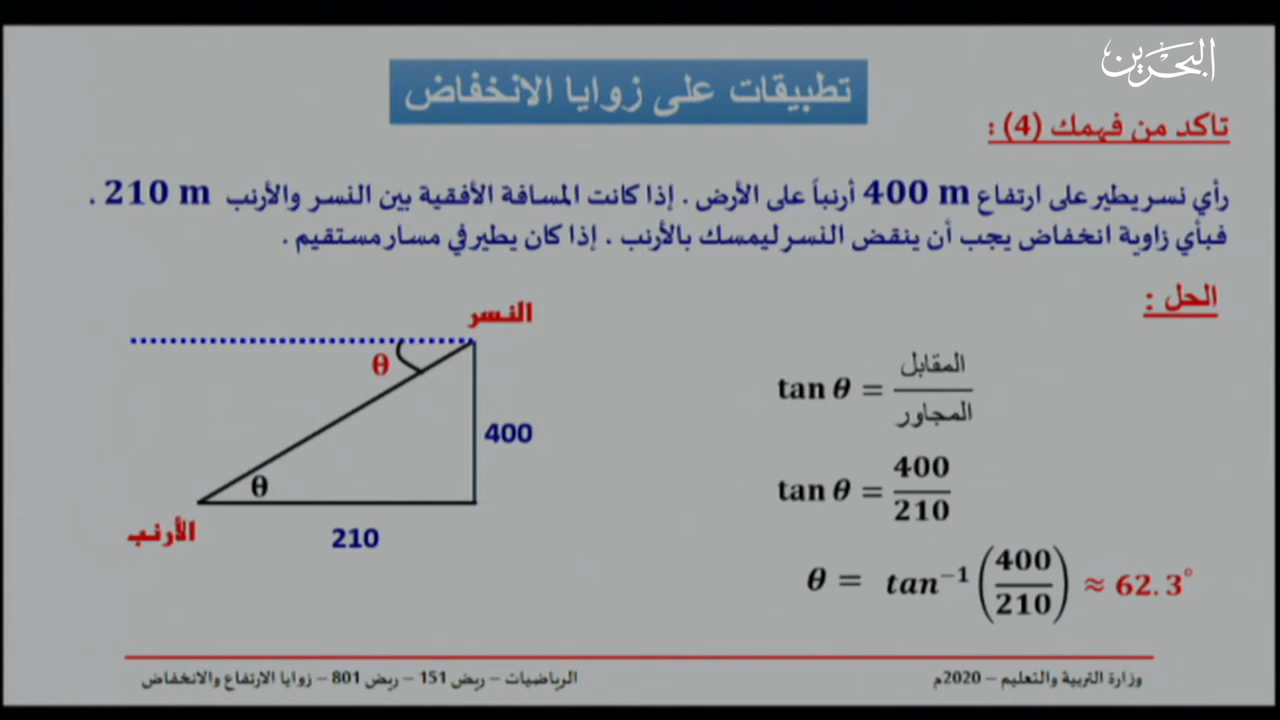 البحرين
تطبيقات على زوايا الانخفاض
تاكد من فهمك (4) :
رأي نسر يطير على ارتفاع 400 m أرنباً على الأرض . إذا كانت المسافة الأفقية بين النسر والأرنب 210 m .
فبأي زاوية انخفاض يجب أن ينقض النسر ليمسك بالأرنب . إذا كان يطير في مسار مستقيم .
الحل :
النسر
θ
400
θ
الأرنب
210
tan θ = المقابل / المجاور
tan θ = 400 / 210
θ = tan⁻¹ (400 / 210) ≈ 62.3°
وزارة التربية والتعليم – 2020م
الرياضيات – ريض 151 – ريض 801 – زوايا الارتفاع والانخفاض